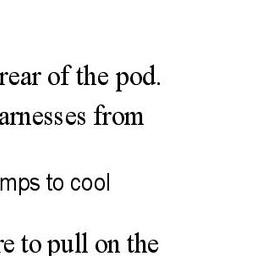 rear of the pod.
arnesses from
mps to cool
re to pull on the